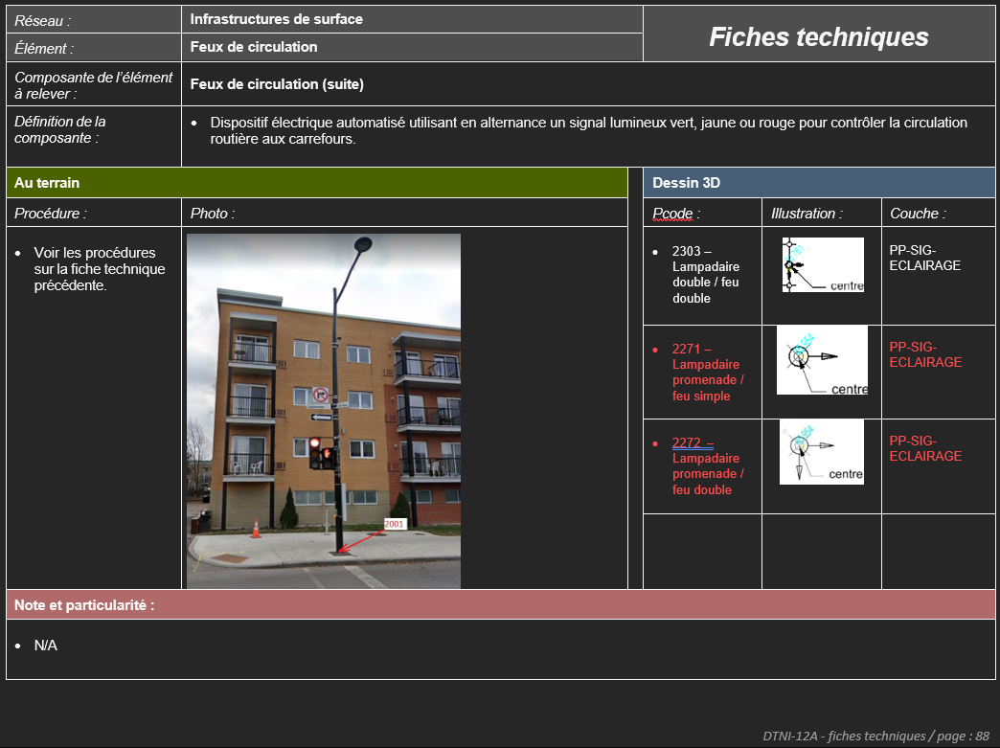 Réseau :
Infrastructures de surface
Fiches techniques
Élément :
Feux de circulation
Composante de l'élément
à relever :
Feux de circulation (suite)
Définition de la
composante :
• Dispositif électrique automatisé utilisant en alternance un signal lumineux vert, jaune ou rouge pour contrôler la circulation
routière aux carrefours.
Au terrain
Dessin 3D
Procédure :
Photo :
Pcode :
Illustration :
Couche :
• Voir les procédures
sur la fiche technique
précédente.
2001
• 2303 –
Lampadaire
double / feu
double
centre
PP-SIG-
ECLAIRAGE
• 2271 –
Lampadaire
promenade /
feu simple
centre
PP-SIG-
ECLAIRAGE
• 2272 –
Lampadaire
promenade /
feu double
centre
PP-SIG-
ECLAIRAGE
Note et particularité :
• N/A
DTNI-12A - fiches techniques / page : 88